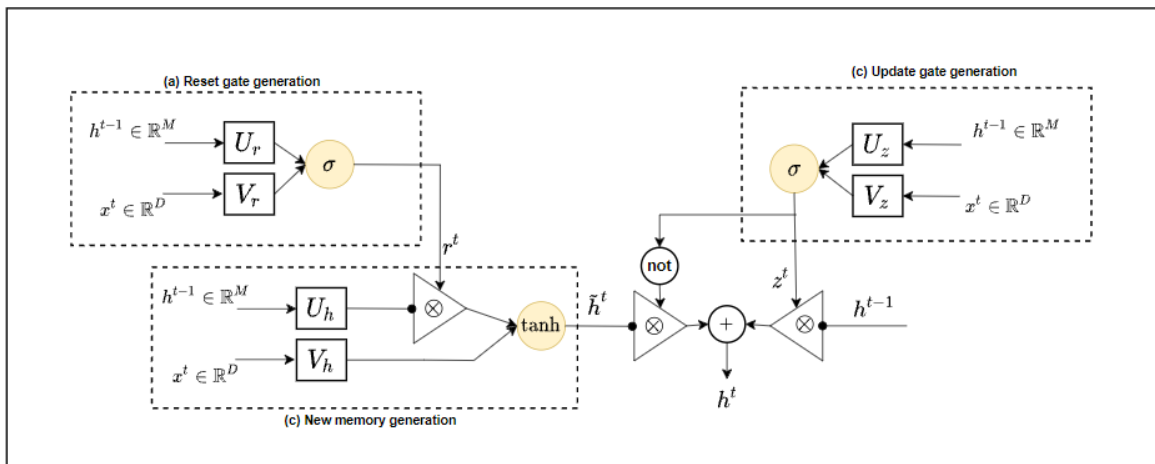 (a) Reset gate generation
(c) Update gate generation
h^{t-1} ∈ ℝ^M
U_r
σ
V_r
x^t ∈ ℝ^D
r^t
σ
U_z
h^{t-1} ∈ ℝ^M
V_z
x^t ∈ ℝ^D
not
z^t
h^{t-1} ∈ ℝ^M
U_h
⊗
tanh
h̃^t
⊗
+
⊗
h^{t-1}
x^t ∈ ℝ^D
V_h
h^t
(c) New memory generation